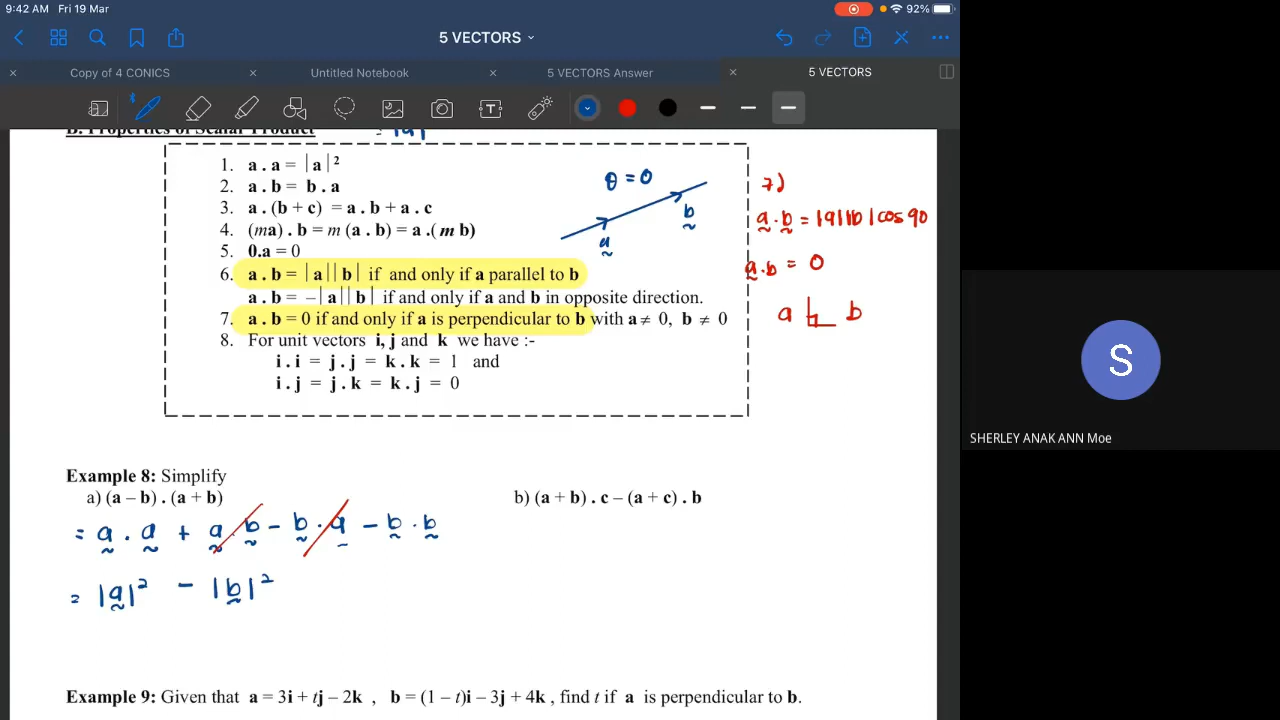 9:42 AM Fri 19 Mar
92%
5 VECTORS
Copy of 4 CONICS
Untitled Notebook
5 VECTORS Answer
5 VECTORS
B. Properties of Scalar Product
= |a|
1. a . a = |a|²
2. a . b = b . a
3. a . (b + c) = a . b + a . c
4. (ma) . b = m (a . b) = a .( m b)
5. 0.a = 0
6. a . b = |a||b| if and only if a parallel to b
a . b = −|a||b| if and only if a and b in opposite direction.
7. a . b = 0 if and only if a is perpendicular to b with a ≠ 0, b ≠ 0
8. For unit vectors i, j and k we have :-
i . i = j . j = k . k = 1 and
i . j = j . k = k . j = 0
θ = 0
b
a
7)
a . b = |a||b| cos 90
a . b = 0
a b
Example 8: Simplify
a) (a – b) . (a + b)
= a . a + a . b − b . a − b . b
= |a|² − |b|²
b) (a + b) . c – (a + c) . b
Example 9: Given that a = 3i + tj – 2k , b = (1 – t)i – 3j + 4k , find t if a is perpendicular to b.
S
SHERLEY ANAK ANN Moe